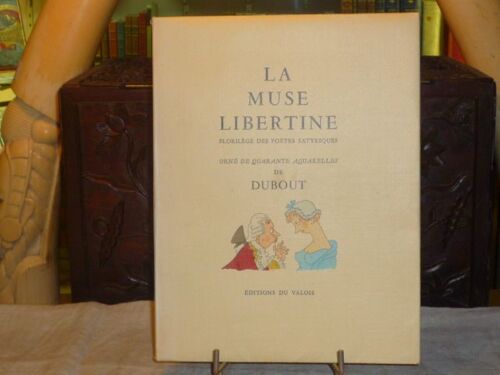 LA
MUSE
LIBERTINE
FLORILÈGE DES POÈTES SATYRIQUES
ORNÉ DE QUARANTE AQUARELLES
DE
DUBOUT
ÉDITIONS DU VALOIS